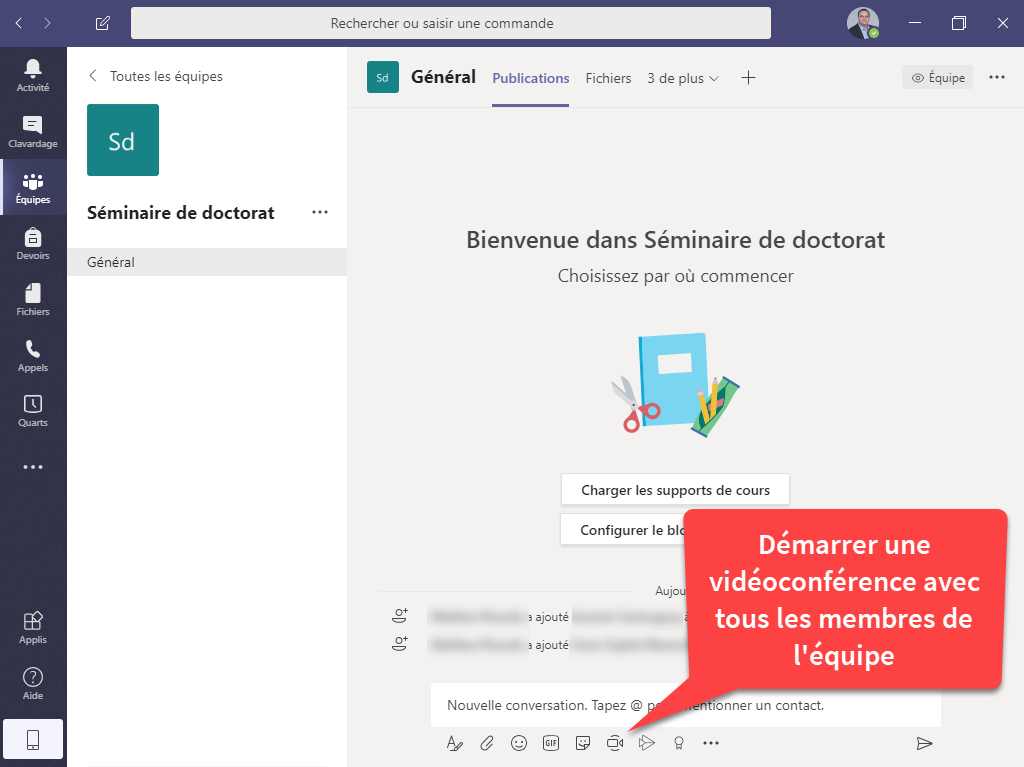 Rechercher ou saisir une commande
Activité
Clavardage
Équipes
Devoirs
Fichiers
Appels
Quarts
Applis
Aide
Toutes les équipes
Sd
Séminaire de doctorat
Général
Sd
Général
Publications
Fichiers
3 de plus
Équipe
Bienvenue dans Séminaire de doctorat
Choisissez par où commencer
Charger les supports de cours
Configurer le
Démarrer une
vidéoconférence avec
tous les membres de
l'équipe
a ajouté
a ajouté
Nouvelle conversation. Tapez @ mentionner un contact.
GIF